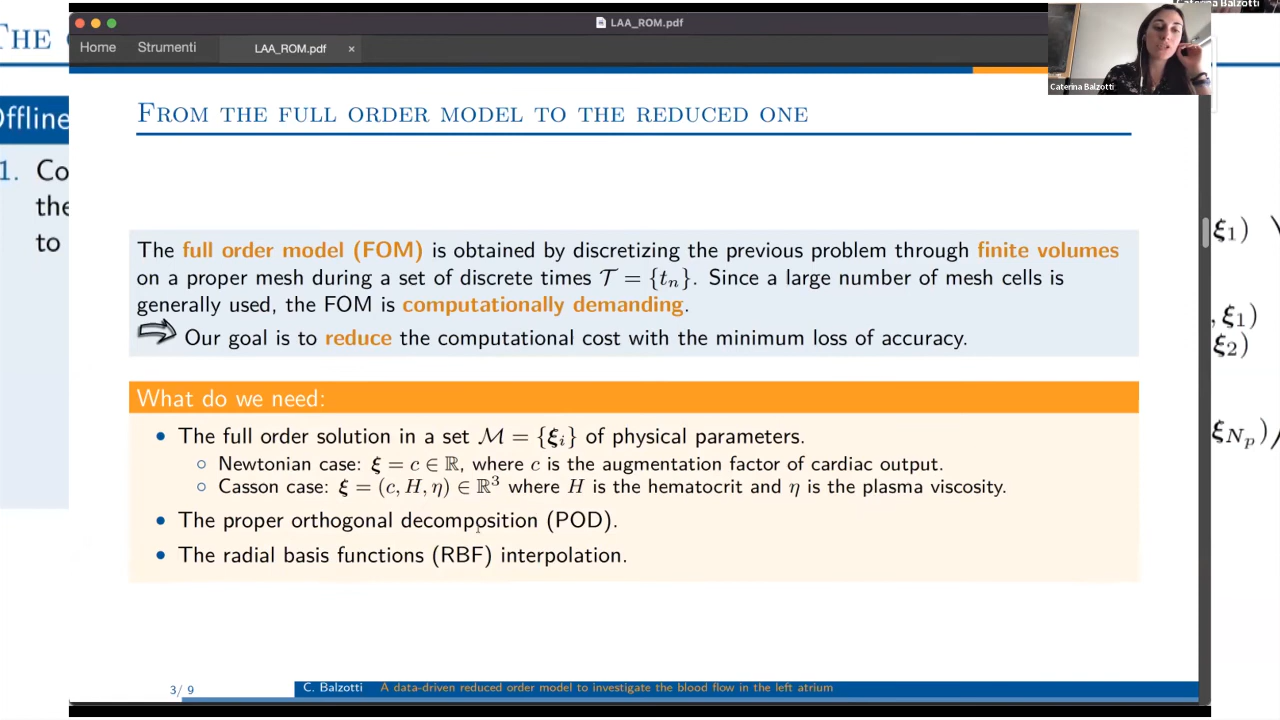 LAA_ROM.pdf
Home Strumenti LAA_ROM.pdf ×
Caterina Balzotti
Caterina Balzotti
THE
FROM THE FULL ORDER MODEL TO THE REDUCED ONE
Offline
1. Co
the
to
The full order model (FOM) is obtained by discretizing the previous problem through finite volumes
on a proper mesh during a set of discrete times 𝒯 = {tₙ}. Since a large number of mesh cells is
generally used, the FOM is computationally demanding.
Our goal is to reduce the computational cost with the minimum loss of accuracy.
What do we need:
• The full order solution in a set ℳ = {ξᵢ} of physical parameters.
○ Newtonian case: ξ = c ∈ ℝ, where c is the augmentation factor of cardiac output.
○ Casson case: ξ = (c, H, η) ∈ ℝ³ where H is the hematocrit and η is the plasma viscosity.
• The proper orthogonal decomposition (POD).
• The radial basis functions (RBF) interpolation.
ξ₁)
, ξ₁)
ξ₂)
ξ_{N_p})
3/ 9
C. Balzotti A data-driven reduced order model to investigate the blood flow in the left atrium